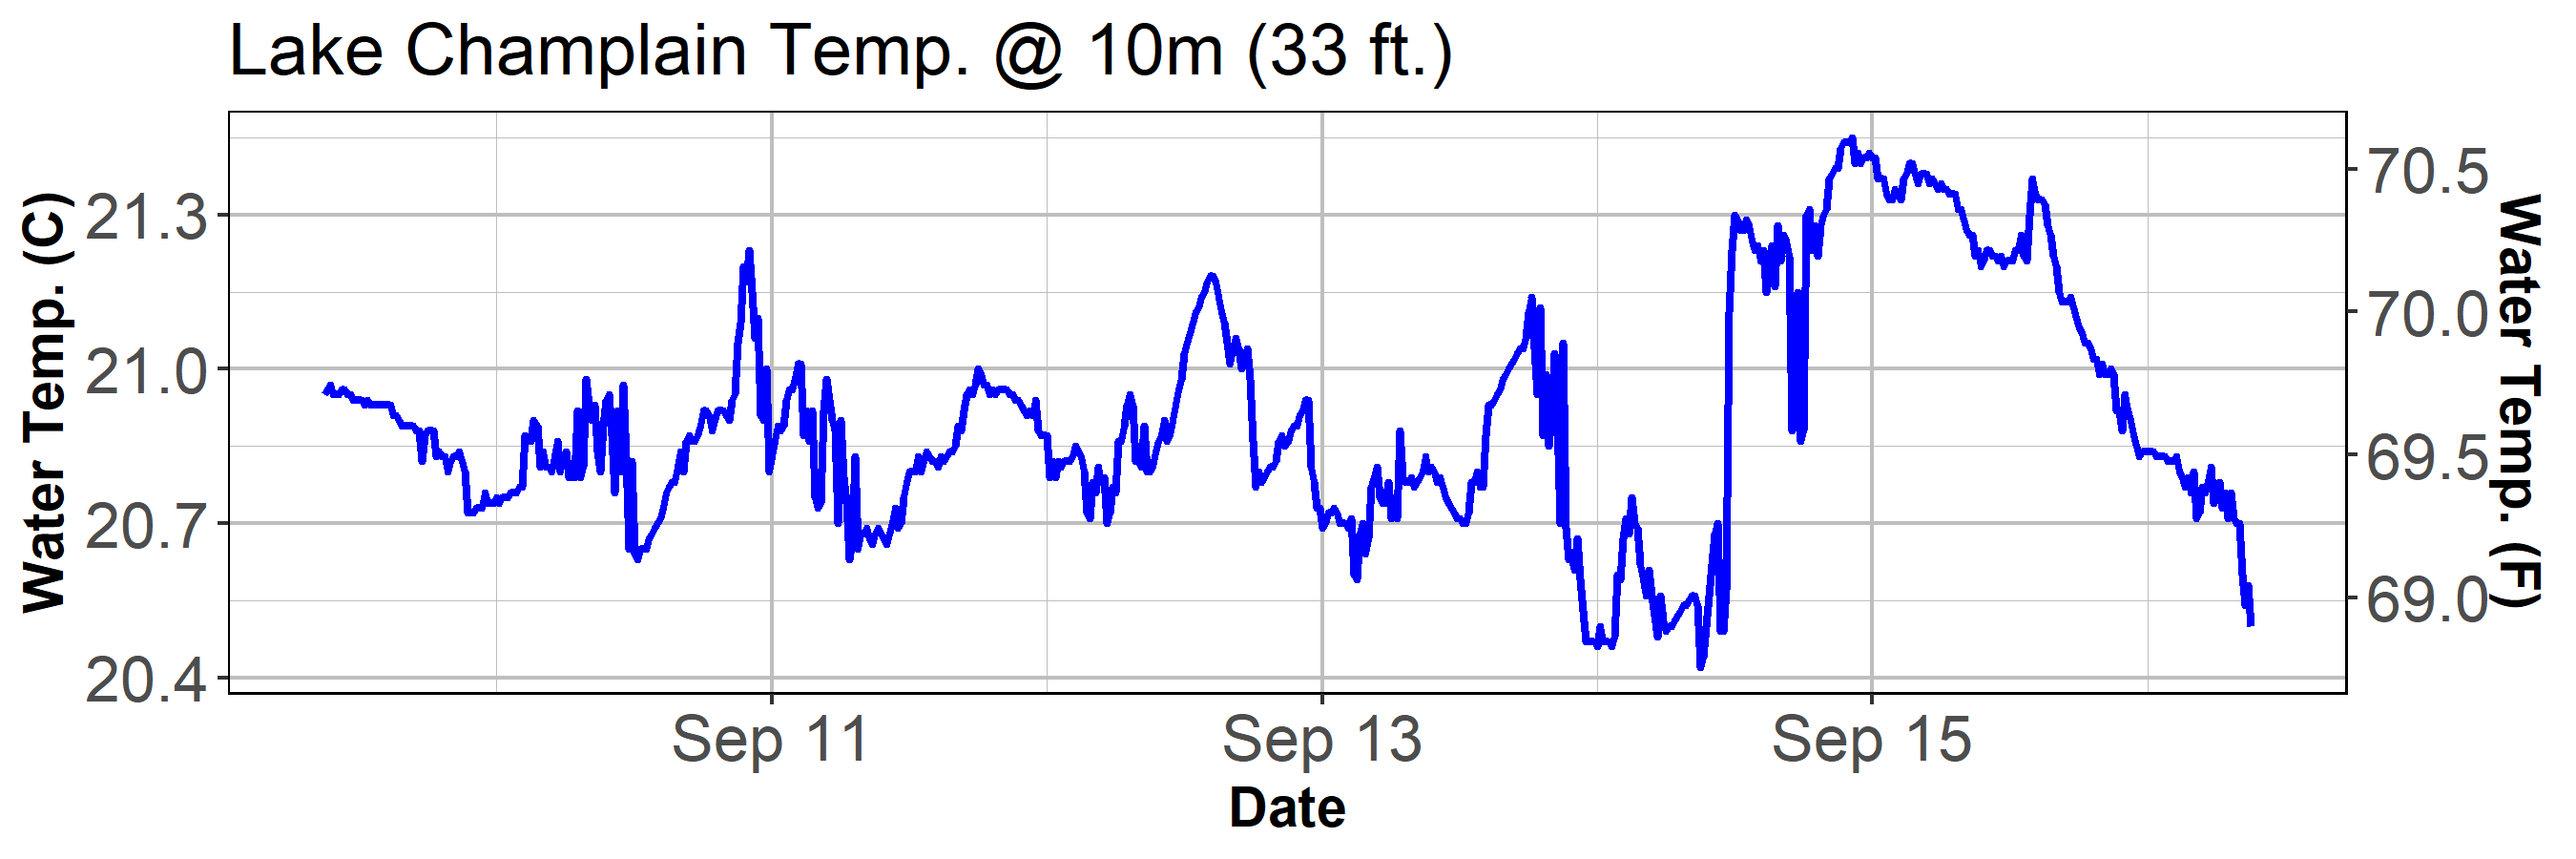 Lake Champlain Temp. @ 10m (33 ft.)
Water Temp. (C)
21.3
21.0
20.7
20.4
70.5
70.0
69.5
69.0
Water Temp. (F)
Sep 11
Sep 13
Sep 15
Date